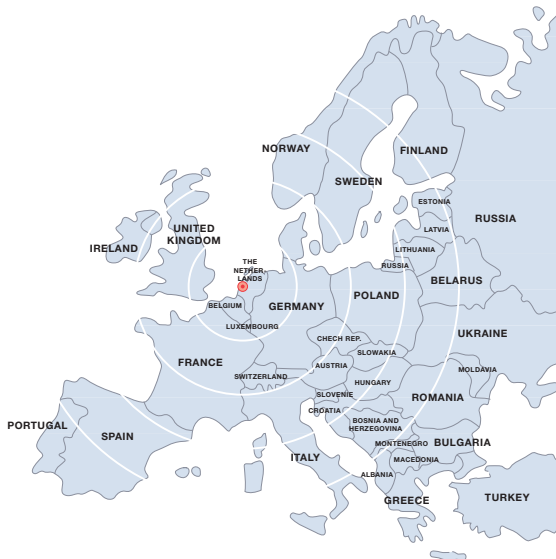 NORWAY
FINLAND
SWEDEN
ESTONIA
RUSSIA
LATVIA
UNITED
KINGDOM
IRELAND
LITHUANIA
THE
NETHER-
LANDS
RUSSIA
BELARUS
POLAND
BELGIUM
GERMANY
LUXEMBOURG
UKRAINE
CHECH REP.
SLOVAKIA
FRANCE
AUSTRIA
MOLDAVIA
SWITZERLAND
HUNGARY
SLOVENIE
ROMANIA
CROATIA
BOSNIA AND
HERZEGOVINA
PORTUGAL
SPAIN
MONTENEGRO
BULGARIA
ITALY
MACEDONIA
ALBANIA
GREECE
TURKEY